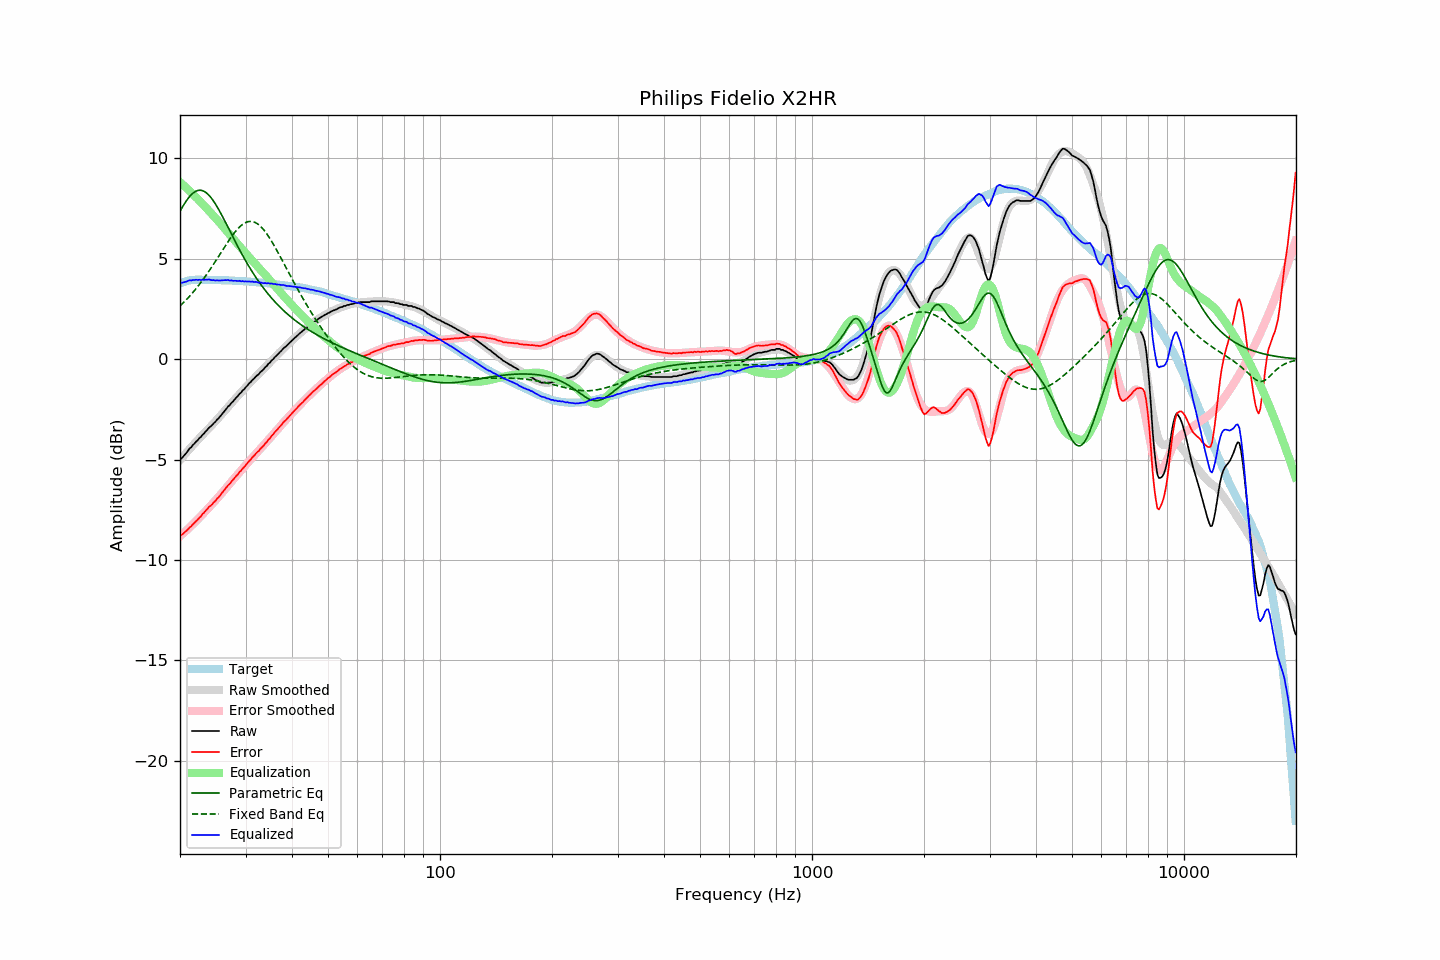 Philips Fidelio X2HR
Amplitude (dBr)
10
5
0
−5
−10
−15
−20
Target
Raw Smoothed
Error Smoothed
Raw
Error
Equalization
Parametric Eq
Fixed Band Eq
Equalized
100
1000
10000
Frequency (Hz)